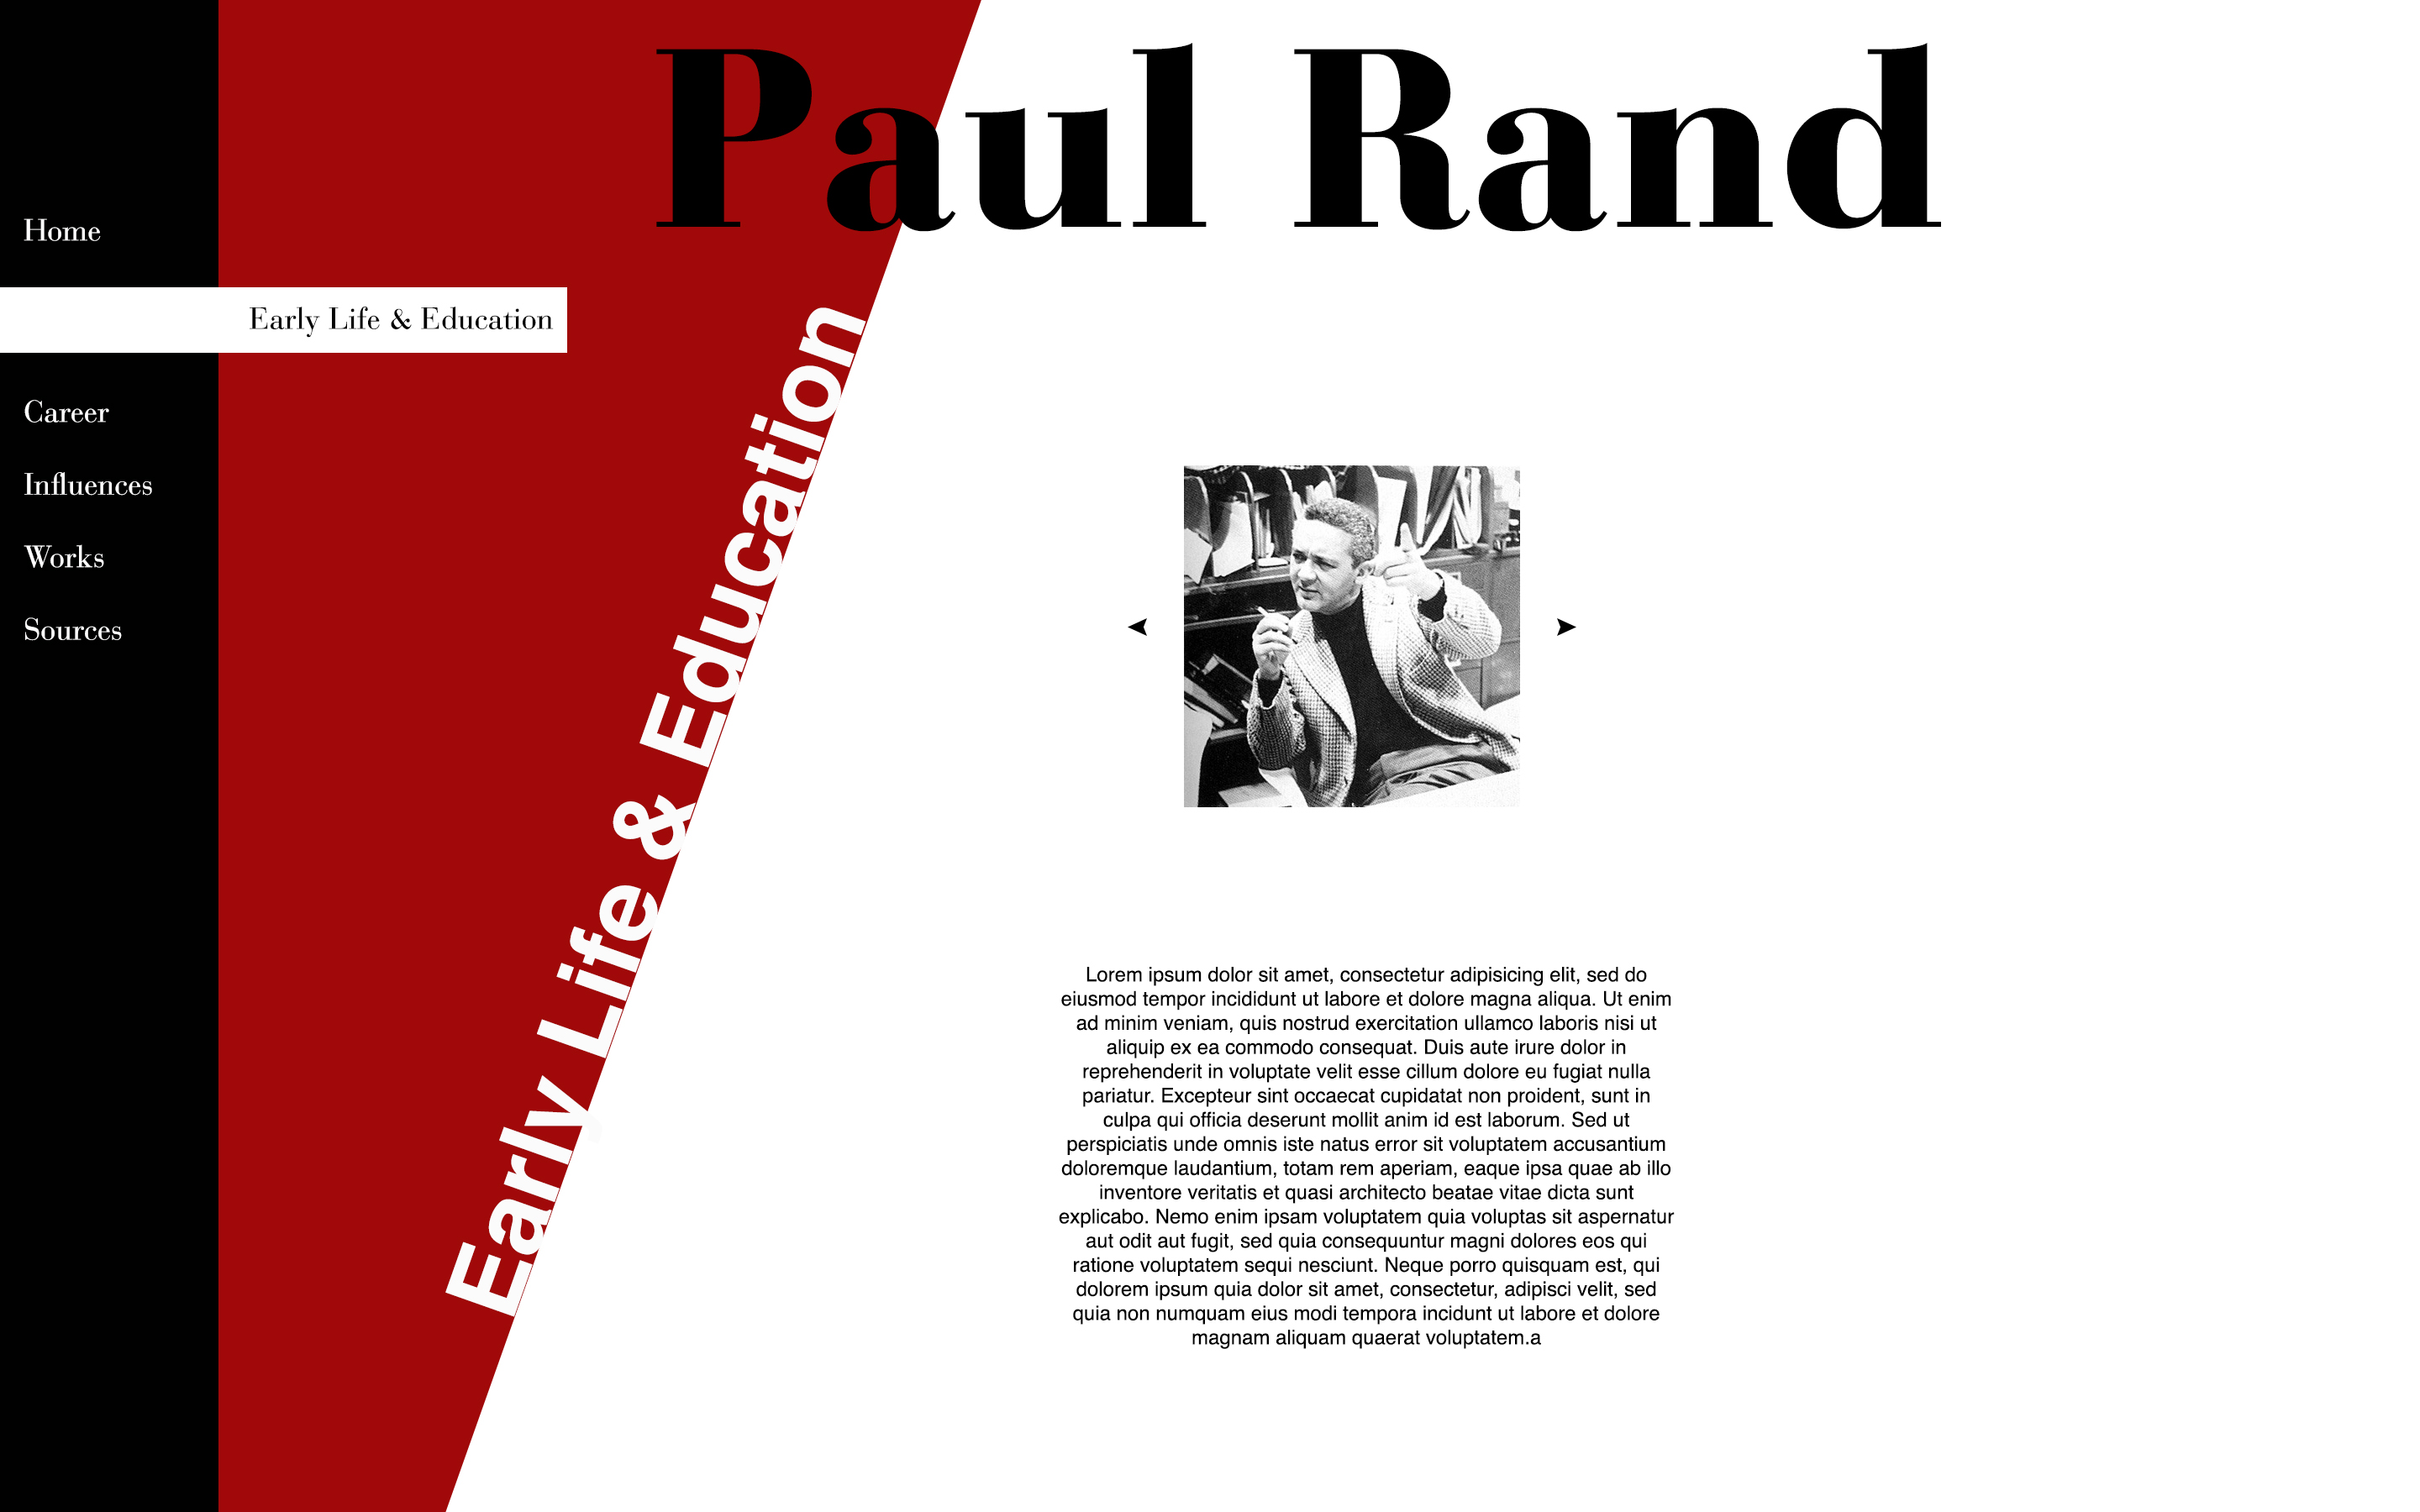 Paul Rand
Home
Early Life & Education
Career
Influences
Works
Sources
Early Life & Education
Lorem ipsum dolor sit amet, consectetur adipisicing elit, sed do
eiusmod tempor incididunt ut labore et dolore magna aliqua. Ut enim
ad minim veniam, quis nostrud exercitation ullamco laboris nisi ut
aliquip ex ea commodo consequat. Duis aute irure dolor in
reprehenderit in voluptate velit esse cillum dolore eu fugiat nulla
pariatur. Excepteur sint occaecat cupidatat non proident, sunt in
culpa qui officia deserunt mollit anim id est laborum. Sed ut
perspiciatis unde omnis iste natus error sit voluptatem accusantium
doloremque laudantium, totam rem aperiam, eaque ipsa quae ab illo
inventore veritatis et quasi architecto beatae vitae dicta sunt
explicabo. Nemo enim ipsam voluptatem quia voluptas sit aspernatur
aut odit aut fugit, sed quia consequuntur magni dolores eos qui
ratione voluptatem sequi nesciunt. Neque porro quisquam est, qui
dolorem ipsum quia dolor sit amet, consectetur, adipisci velit, sed
quia non numquam eius modi tempora incidunt ut labore et dolore
magnam aliquam quaerat voluptatem.a